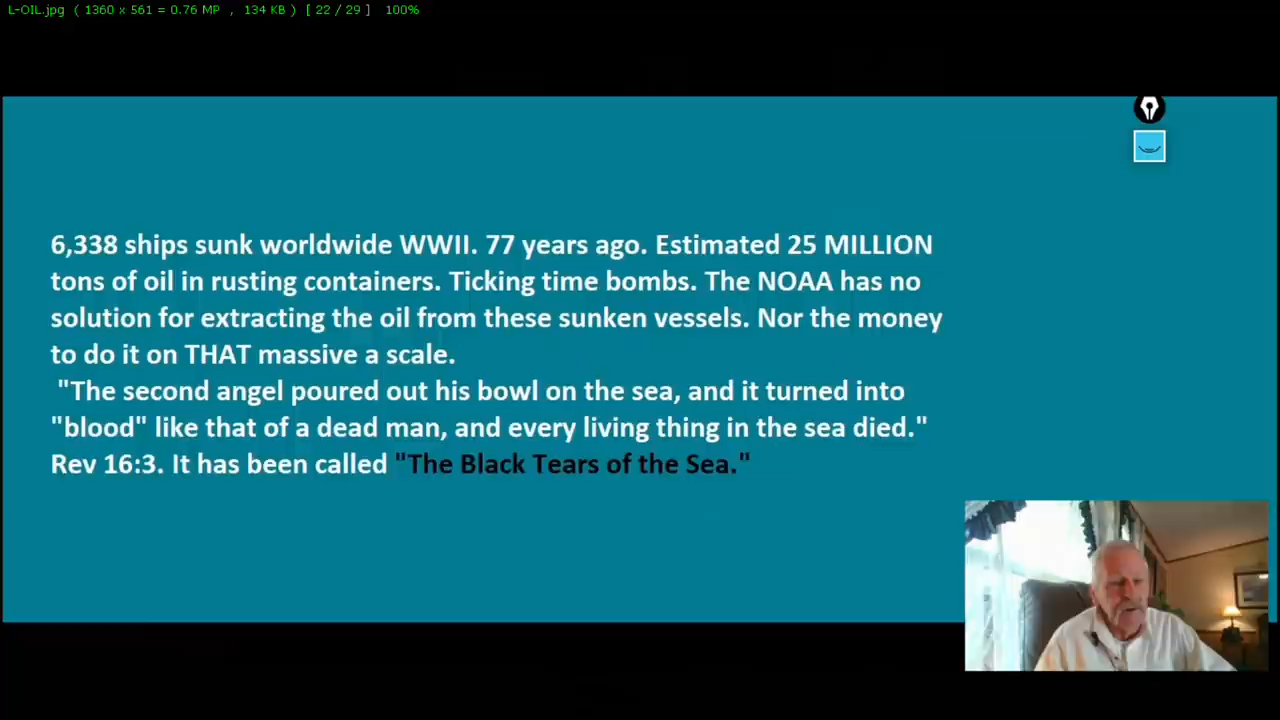 L-OIL.jpg ( 1360 x 561 = 0.76 MP , 134 KB ) [ 22 / 29 ] 100%
6,338 ships sunk worldwide WWII. 77 years ago. Estimated 25 MILLION
tons of oil in rusting containers. Ticking time bombs. The NOAA has no
solution for extracting the oil from these sunken vessels. Nor the money
to do it on THAT massive a scale.
"The second angel poured out his bowl on the sea, and it turned into
"blood" like that of a dead man, and every living thing in the sea died."
Rev 16:3. It has been called "The Black Tears of the Sea."